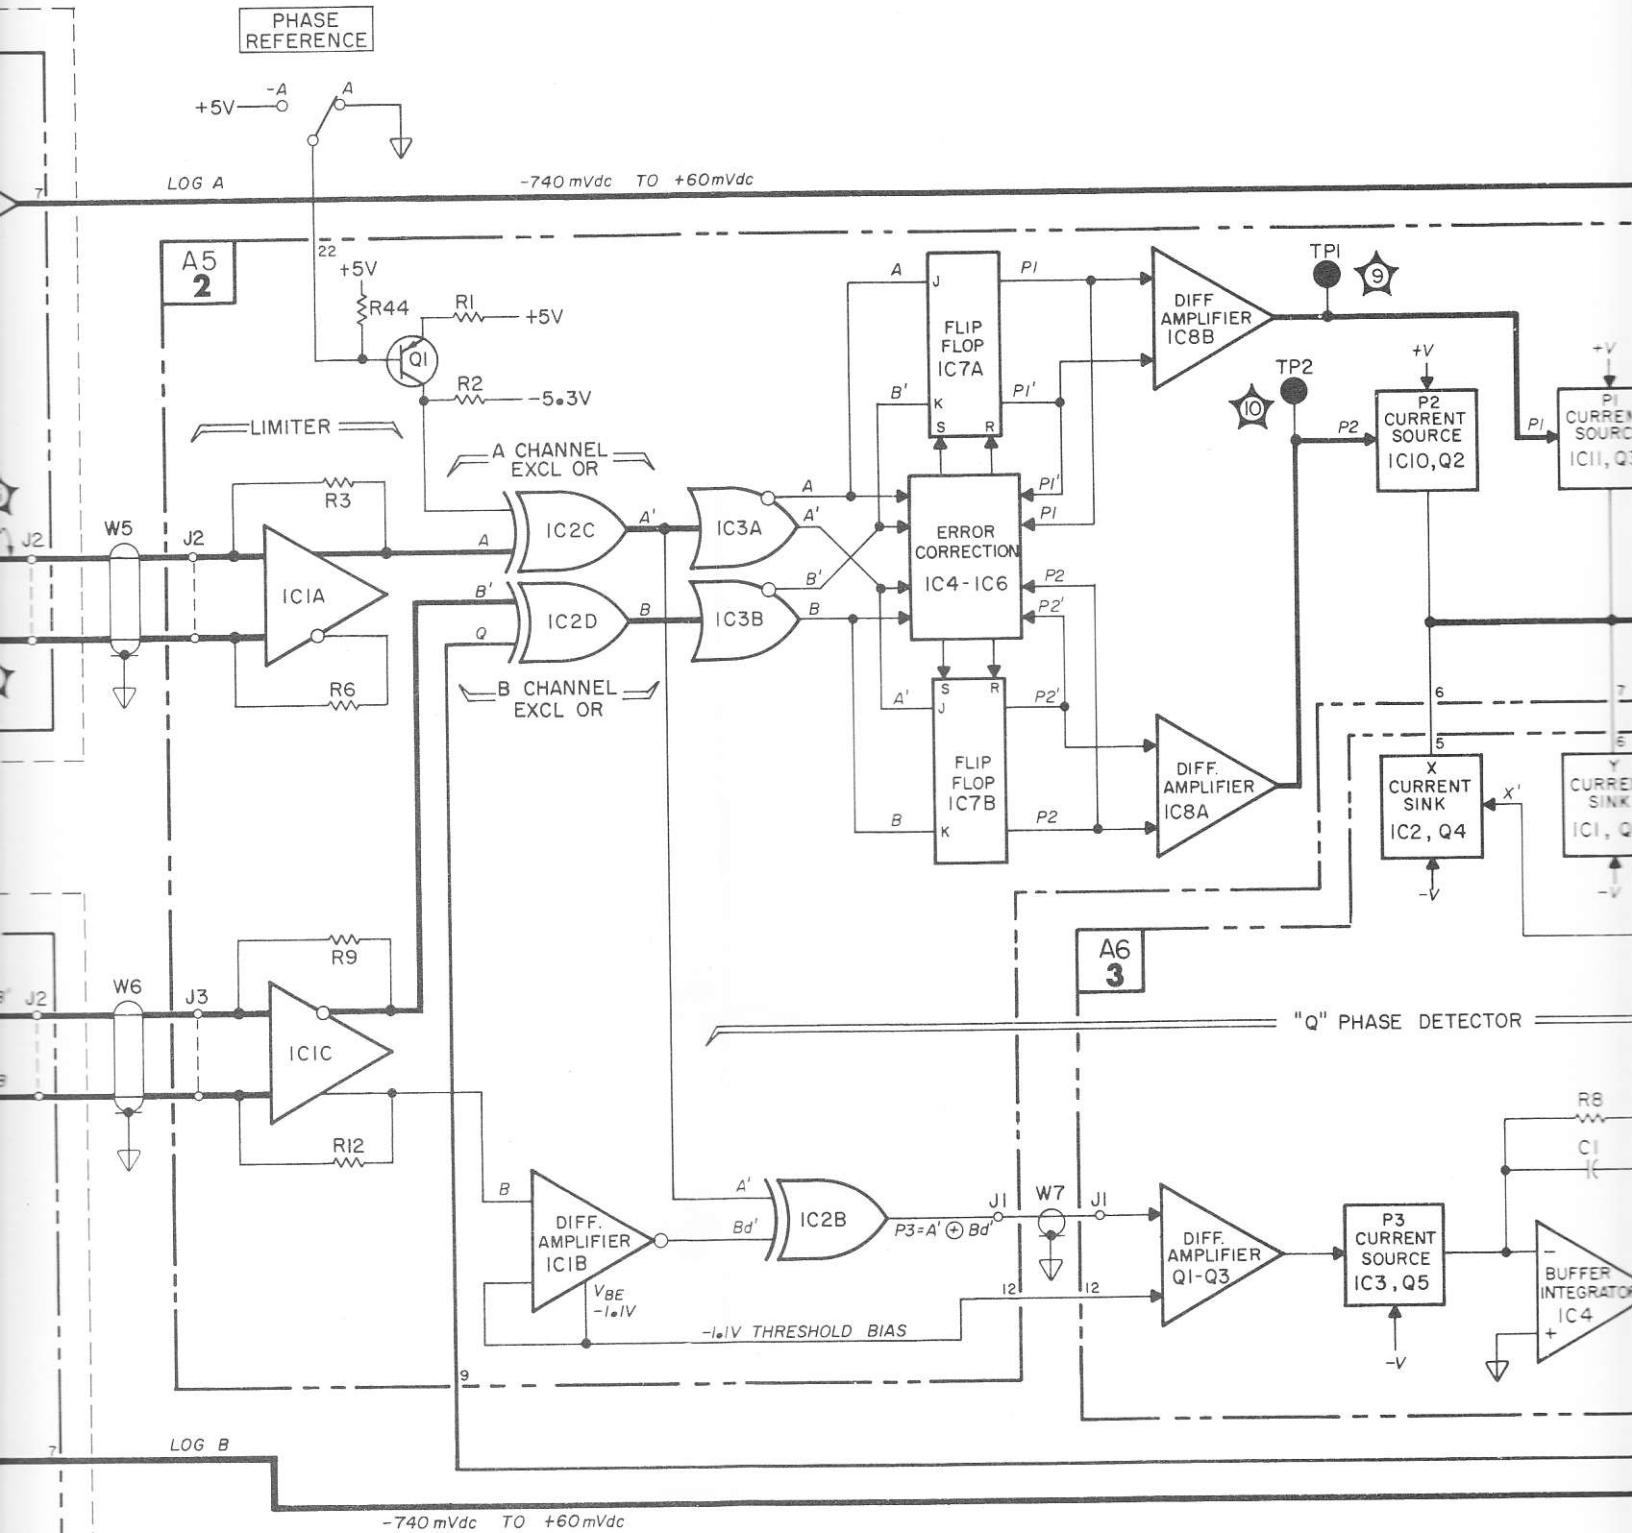 PHASE
REFERENCE
-A
A
+5V
7
LOG A
-740 mVdc TO +60mVdc
A5
2
22
+5V
R44
R1
+5V
Q1
R2
-5.3V
LIMITER
A CHANNEL
EXCL OR
R3
W5
J2
J2
IC1A
R6
A
IC2C
A'
B'
Q
IC2D
B
B CHANNEL
EXCL OR
IC3A
A
A'
IC3B
B'
B
A
J
FLIP
FLOP
IC7A
B'
K
S
R
P1
P1'
ERROR
CORRECTION
IC4-IC6
P1'
P1
P2
P2'
S
R
A'
J
FLIP
FLOP
IC7B
B
K
P2'
P2
DIFF
AMPLIFIER
IC8B
TP1
9
TP2
10
P2
+V
P2
CURRENT
SOURCE
IC10, Q2
P1
+V
P1
IC11,
DIFF.
AMPLIFIER
IC8A
6
7
5
6
X
CURRENT
SINK
IC2, Q4
X'
-V
Y
SINK
IC1,
-V
R9
W6
J2
J3
IC1C
R12
A6
3
"Q" PHASE DETECTOR
B
DIFF.
AMPLIFIER
IC1B
VBE
-1.1V
A'
Bd'
IC2B
P3=A' ⊕ Bd'
J1
W7
J1
12
12
-1.1V THRESHOLD BIAS
DIFF.
AMPLIFIER
Q1-Q3
P3
CURRENT
SOURCE
IC3, Q5
-V
R8
C1
-
BUFFER
IC4
+
9
7
LOG B
-740 mVdc TO +60mVdc